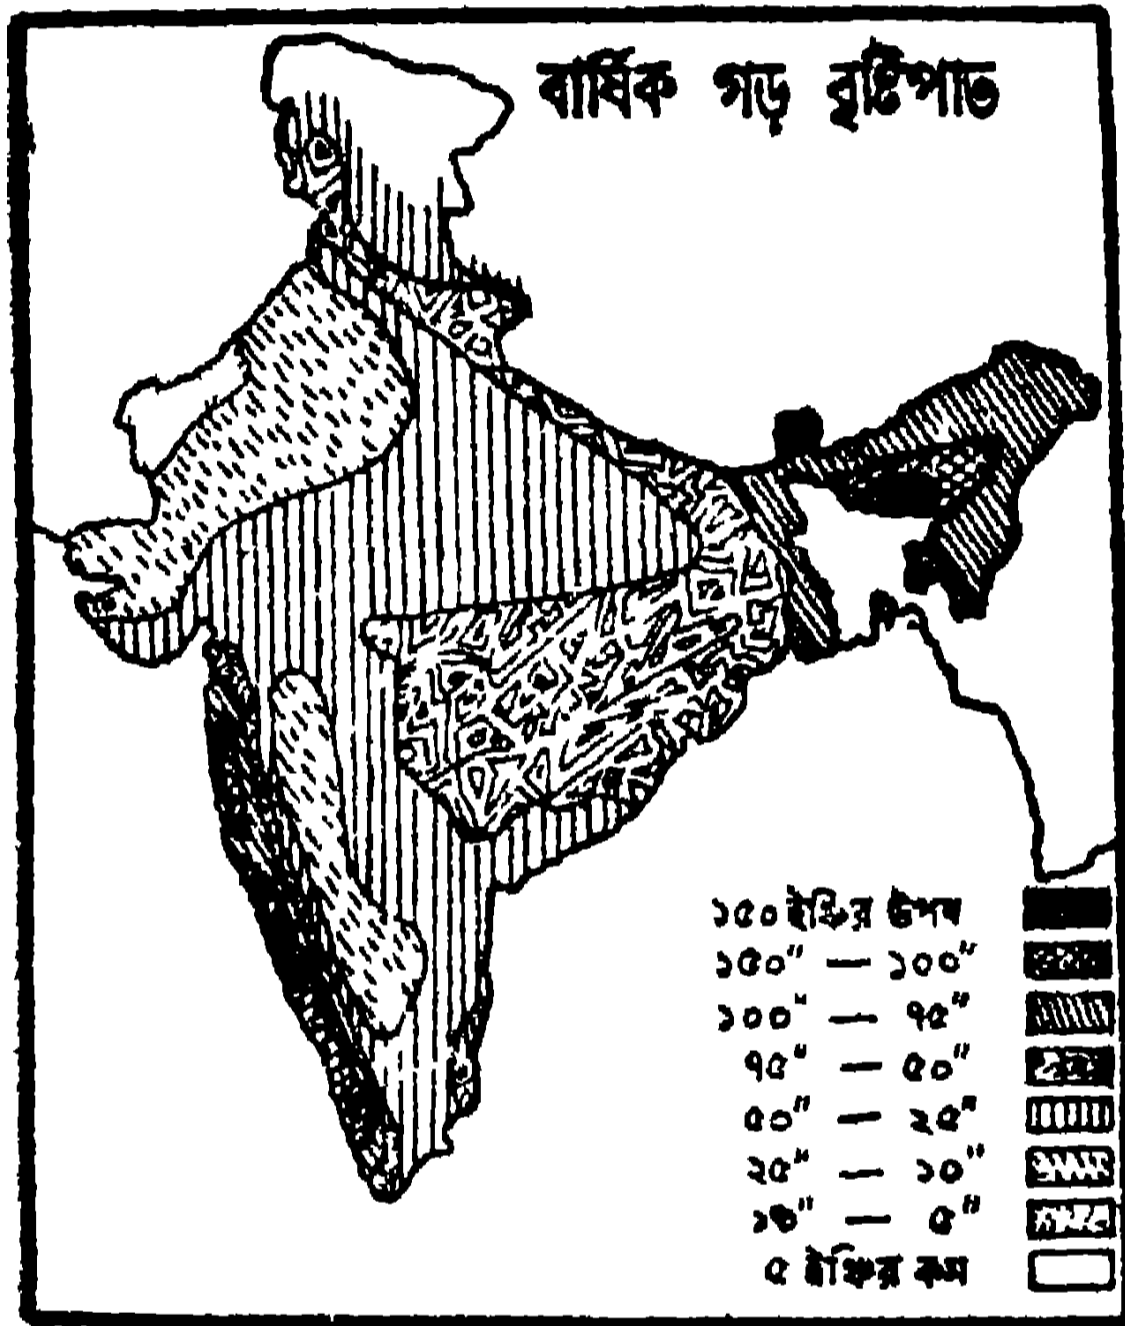 বার্ষিক গড় বৃষ্টিপাত
১৫০ ইঞ্চির উপর
১৫০" — ১০০"
১০০" — ৭৫"
৭৫" — ৫০"
৫০" — ২৫"
২৫" — ১০"
১০" — ৫"
৫ ইঞ্চির কম